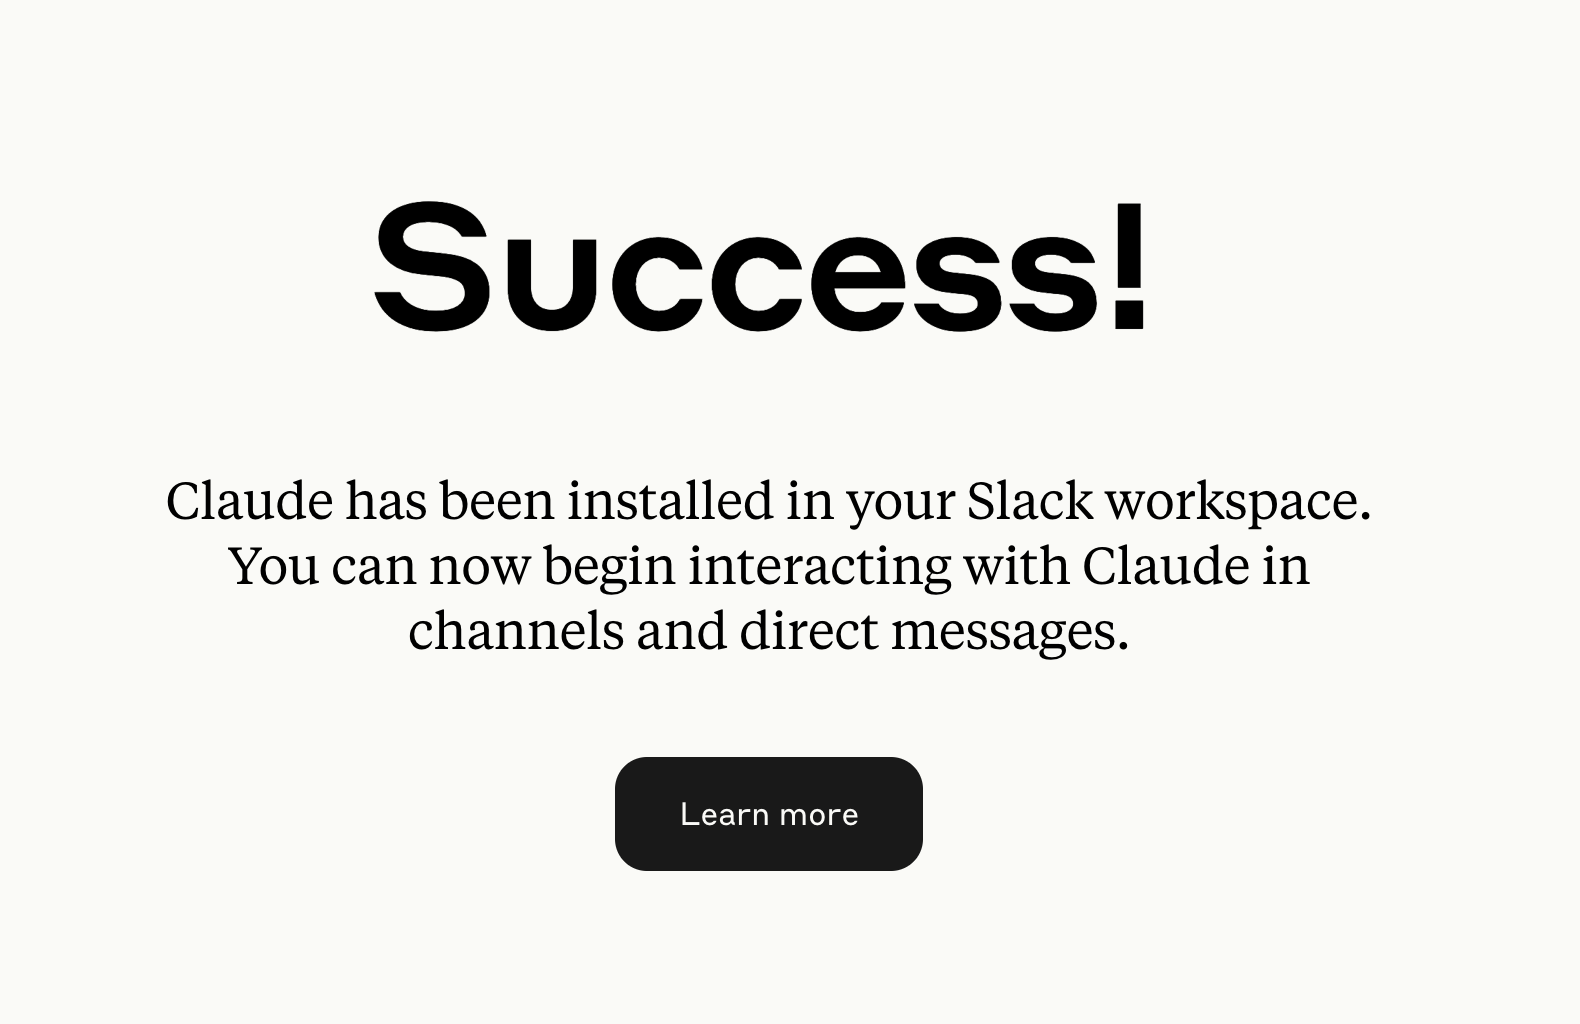 Success!
Claude has been installed in your Slack workspace.
You can now begin interacting with Claude in
channels and direct messages.
Learn more